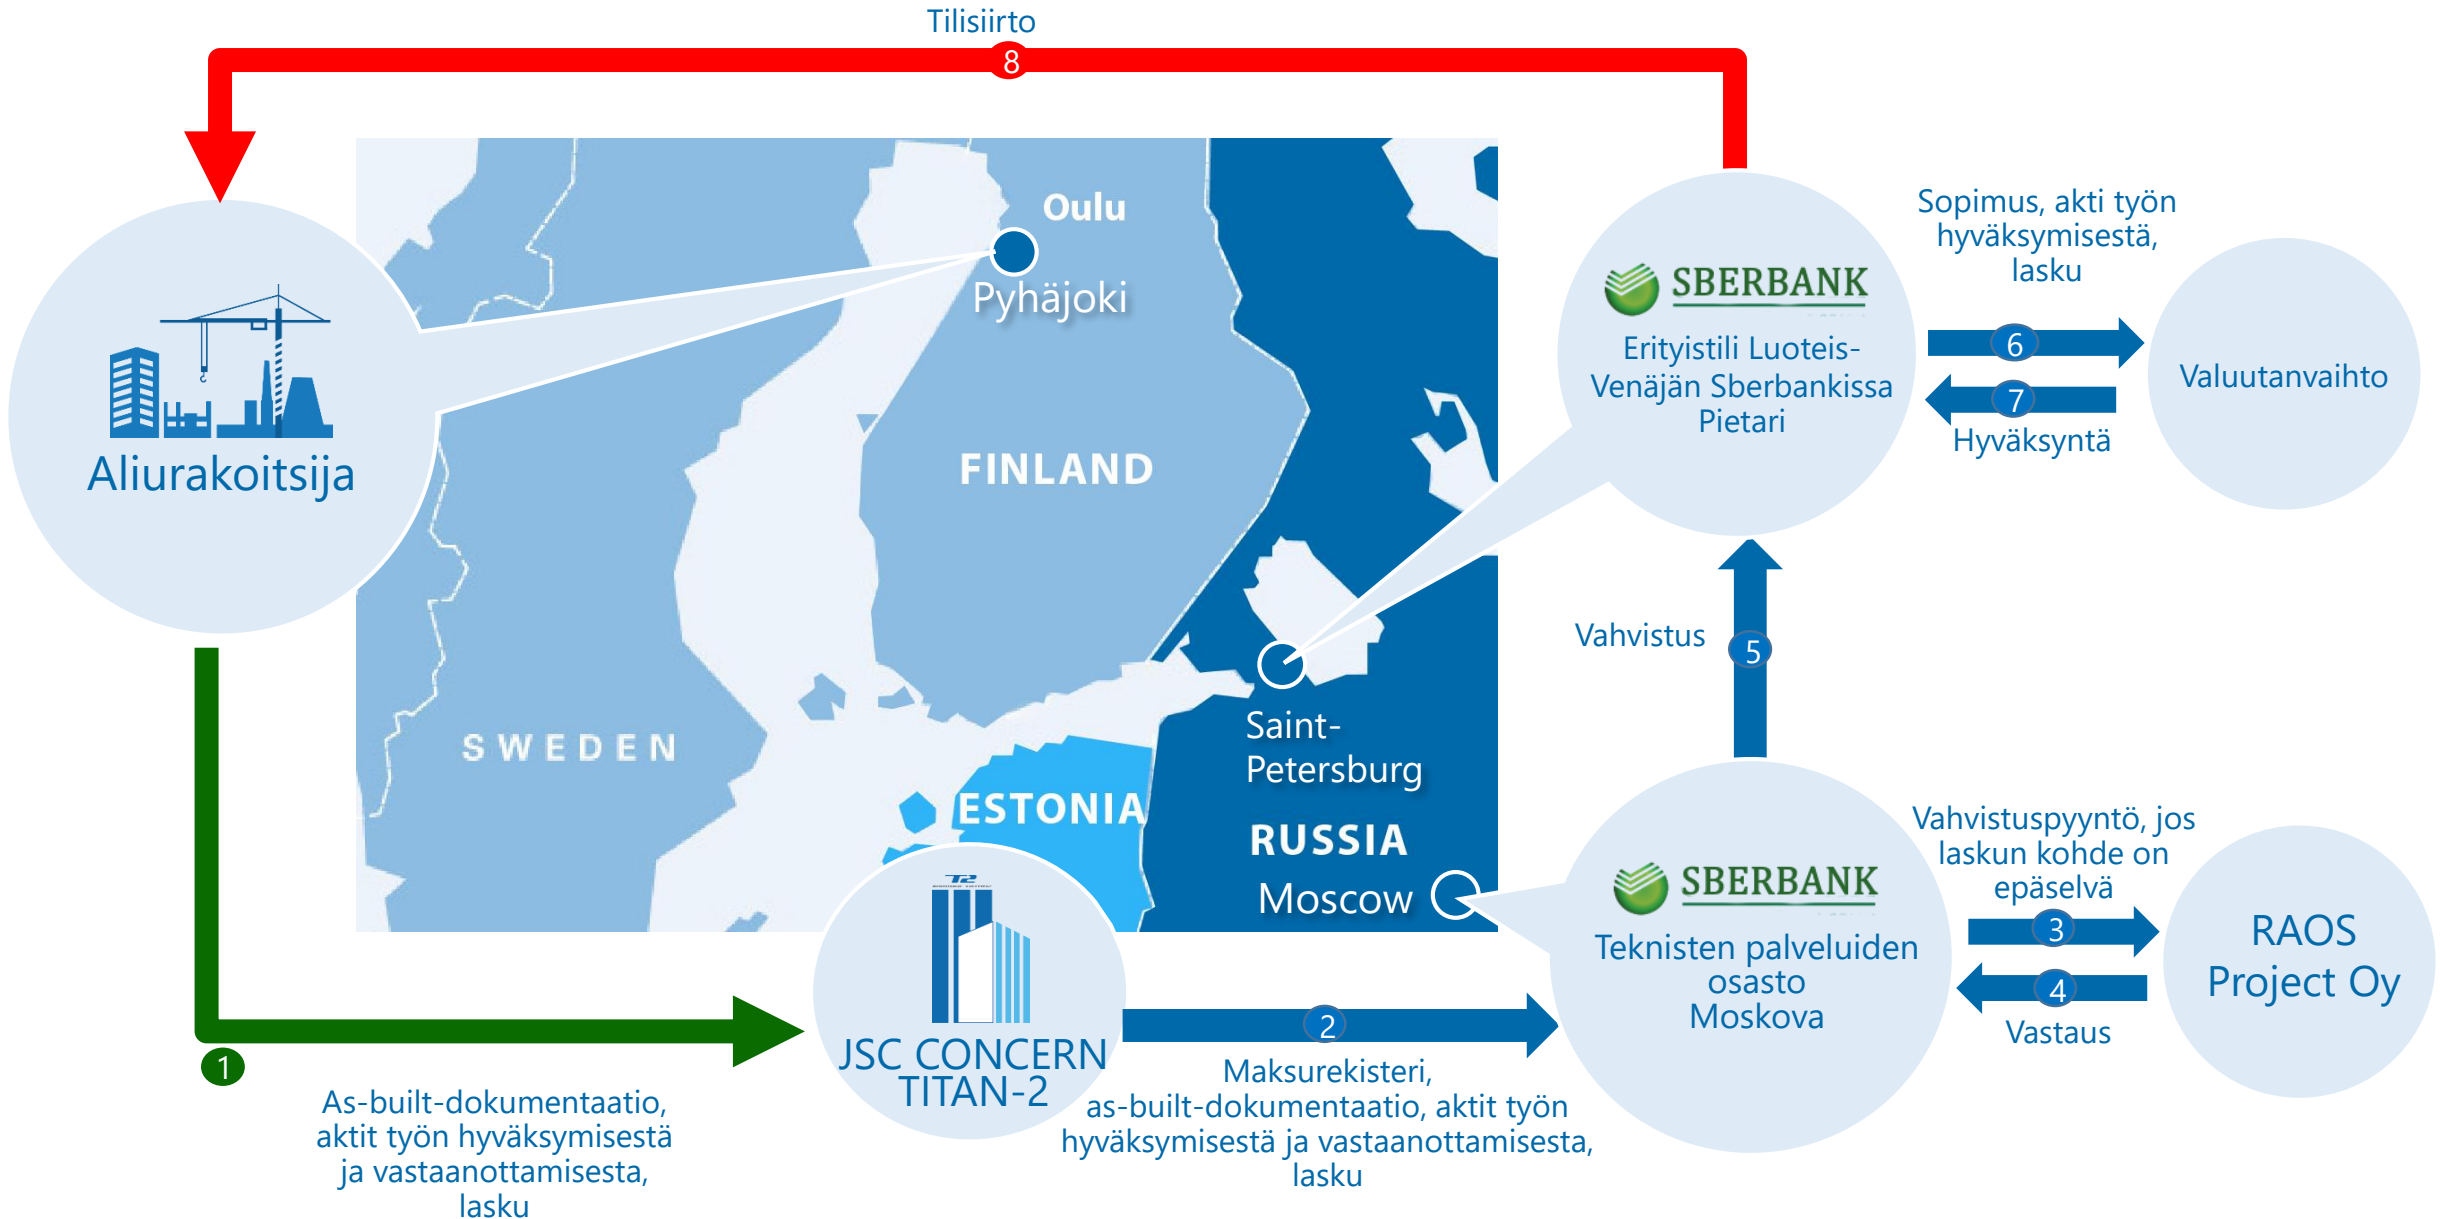 Tilisiirto
8
Oulu
Pyhäjoki
FINLAND
SWEDEN
ESTONIA
Saint-
Petersburg
RUSSIA
Moscow
Aliurakoitsija
SBERBANK
Erityistili Luoteis-
Venäjän Sberbankissa
Pietari
Sopimus, akti työn
hyväksymisestä,
lasku
6
7
Hyväksyntä
Valuutanvaihto
Vahvistus
5
SBERBANK
Teknisten palveluiden
osasto
Moskova
Vahvistuspyyntö, jos
laskun kohde on
epäselvä
3
4
Vastaus
RAOS
Project Oy
T2
JSC CONCERN
TITAN-2
1
As-built-dokumentaatio,
aktit työn hyväksymisestä
ja vastaanottamisesta,
lasku
2
Maksurekisteri,
as-built-dokumentaatio, aktit työn
hyväksymisestä ja vastaanottamisesta,
lasku